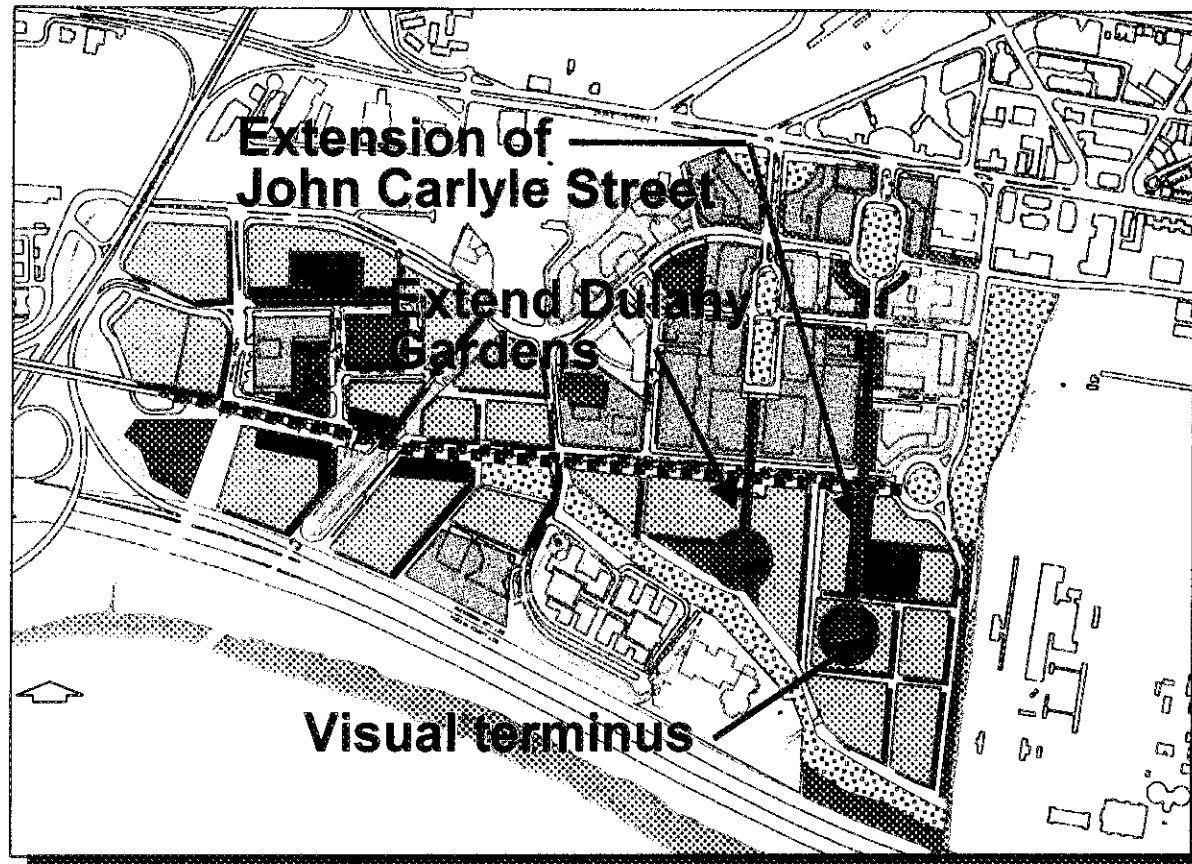 Extension of
John Carlyle Street
Extend Dulany
Gardens
Visual terminus